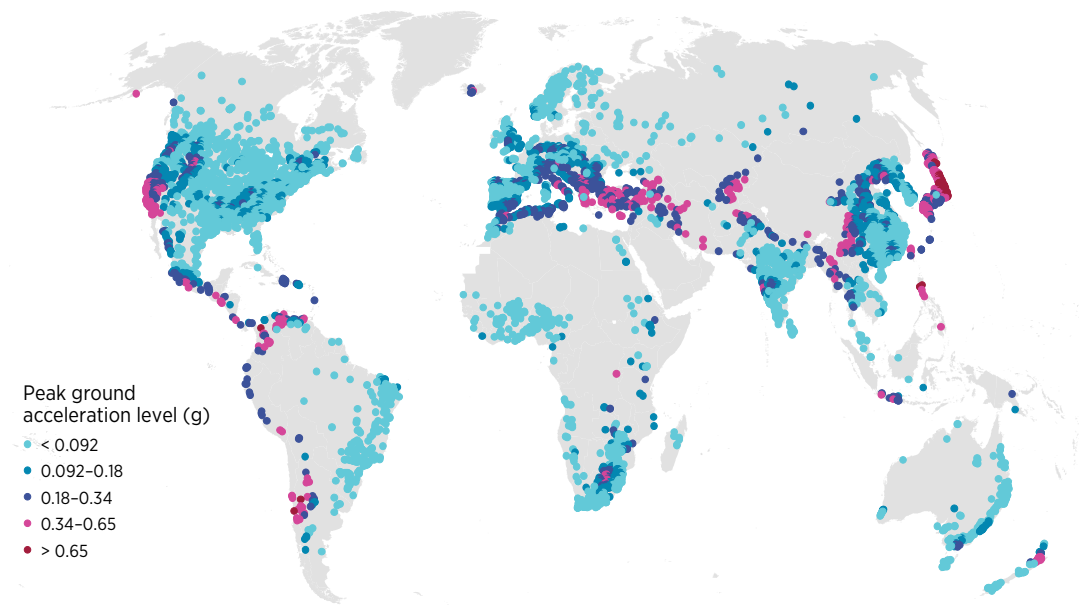 Peak ground
acceleration level (g)
< 0.092
0.092–0.18
0.18–0.34
0.34–0.65
> 0.65